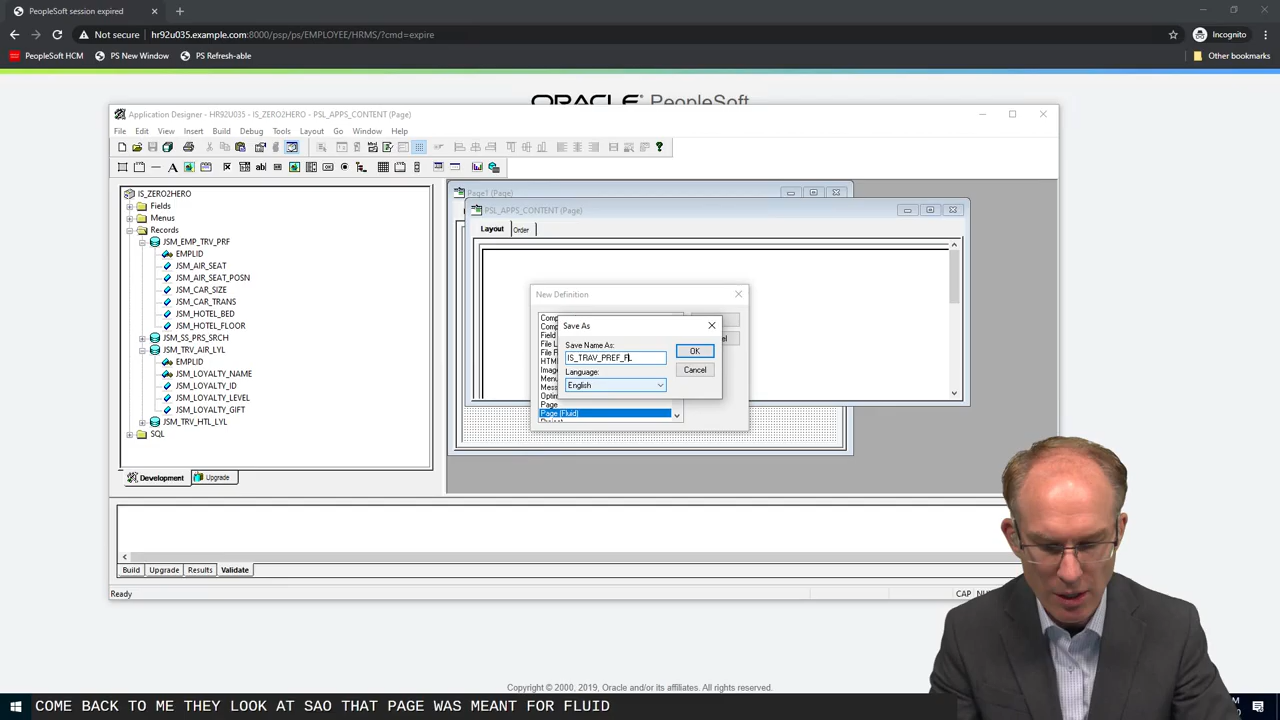 PeopleSoft session expired
Not secure
hr92u035.example.com:8000/psp/ps/EMPLOYEE/HRMS/?cmd=expire
Incognito
PeopleSoft HCM
PS New Window
PS Refresh-able
Other bookmarks
ORACLE PeopleSoft
Application Designer - HR92U035 - IS_ZERO2HERO - PSL_APPS_CONTENT (Page)
File Edit View Insert Build Debug Tools Layout Go Window Help
IS_ZERO2HERO
Fields
Menus
Records
JSM_EMP_TRV_PRF
EMPLID
JSM_AIR_SEAT
JSM_AIR_SEAT_POSN
JSM_CAR_SIZE
JSM_CAR_TRANS
JSM_HOTEL_BED
JSM_HOTEL_FLOOR
JSM_SS_PRS_SRCH
JSM_TRV_AIR_LYL
EMPLID
JSM_LOYALTY_NAME
JSM_LOYALTY_ID
JSM_LOYALTY_LEVEL
JSM_LOYALTY_GIFT
JSM_TRV_HTL_LYL
SQL
Development
Upgrade
Page1 (Page)
PSL_APPS_CONTENT (Page)
Layout
Order
New Definition
Save As
Save Name As:
IS_TRAV_PREF_FL
OK
Language:
Cancel
English
Page
Page (Fluid)
Build
Upgrade
Results
Validate
Ready
CAP
Copyright © 2000, 2019, Oracle and/or its affiliates. All rights reserved.
COME BACK TO ME THEY LOOK AT SAO THAT PAGE WAS MEANT FOR FLUID